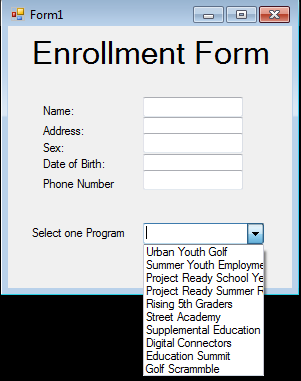 Form1
Enrollment Form
Name:
Address:
Sex:
Date of Birth:
Phone Number
Select one Program
Urban Youth Golf
Summer Youth Employme
Project Ready School Ye
Project Ready Summer R
Rising 5th Graders
Street Academy
Supplemental Education
Digital Connectors
Education Summit
Golf Scrammble